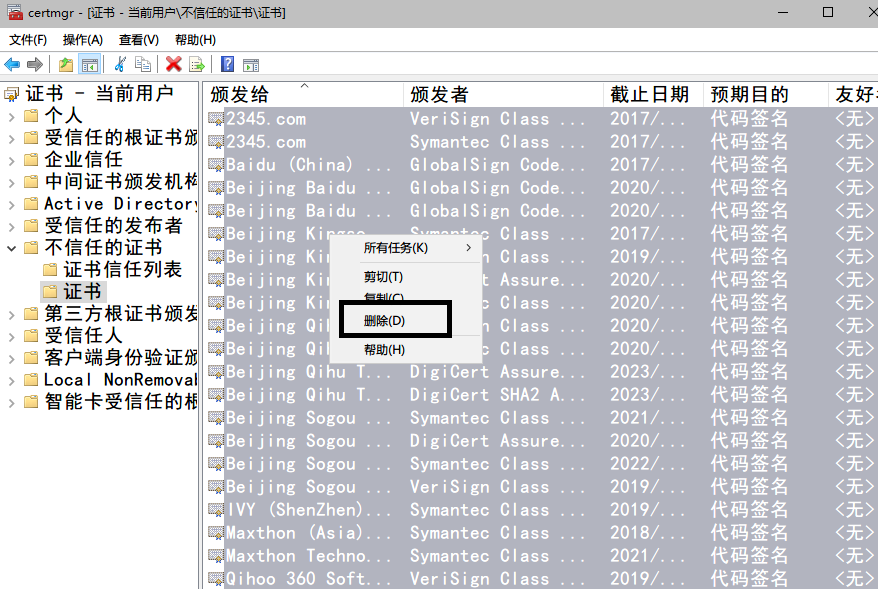 certmgr - [证书 - 当前用户\不信任的证书\证书]
文件(F) 操作(A) 查看(V) 帮助(H)
证书 - 当前用户
个人
受信任的根证书颁
企业信任
中间证书颁发机构
Active Directory
受信任的发布者
不信任的证书
证书信任列表
证书
第三方根证书颁发
受信任人
客户端身份验证颁
Local NonRemoval
智能卡受信任的根
颁发给 颁发者 截止日期 预期目的 友好
2345.com VeriSign Class ... 2017/... 代码签名 <无>
2345.com Symantec Class ... 2017/... 代码签名 <无>
Baidu (China) ... GlobalSign Code... 2017/... 代码签名 <无>
Beijing Baidu ... GlobalSign Code... 2020/... 代码签名 <无>
Beijing Baidu ... GlobalSign Code... 2020/... 代码签名 <无>
Beijing Kingso... Symantec Class ... 2017/... 代码签名 <无>
Beijing Ki Class ... 2020/... 代码签名 <无>
Beijing Ki t Assure... 2020/... 代码签名 <无>
Beijing Ki Class ... 2020/... 代码签名 <无>
Beijing Qi Class ... 2020/... 代码签名 <无>
Beijing Qi Class ... 2020/... 代码签名 <无>
Beijing Qihu T... DigiCert Assure... 2023/... 代码签名 <无>
Beijing Qihu T... DigiCert SHA2 A... 2023/... 代码签名 <无>
Beijing Sogou ... Symantec Class ... 2021/... 代码签名 <无>
Beijing Sogou ... DigiCert Assure... 2020/... 代码签名 <无>
Beijing Sogou ... Symantec Class ... 2022/... 代码签名 <无>
Beijing Sogou ... VeriSign Class ... 2019/... 代码签名 <无>
IVY (ShenZhen)... Symantec Class ... 2019/... 代码签名 <无>
Maxthon (Asia) ... Symantec Class ... 2018/... 代码签名 <无>
Maxthon Techno... Symantec Class ... 2021/... 代码签名 <无>
Qihoo 360 Soft... VeriSign Class ... 2019/... 代码签名 <无>
所有任务(K)
剪切(T)
复制(C)
删除(D)
帮助(H)